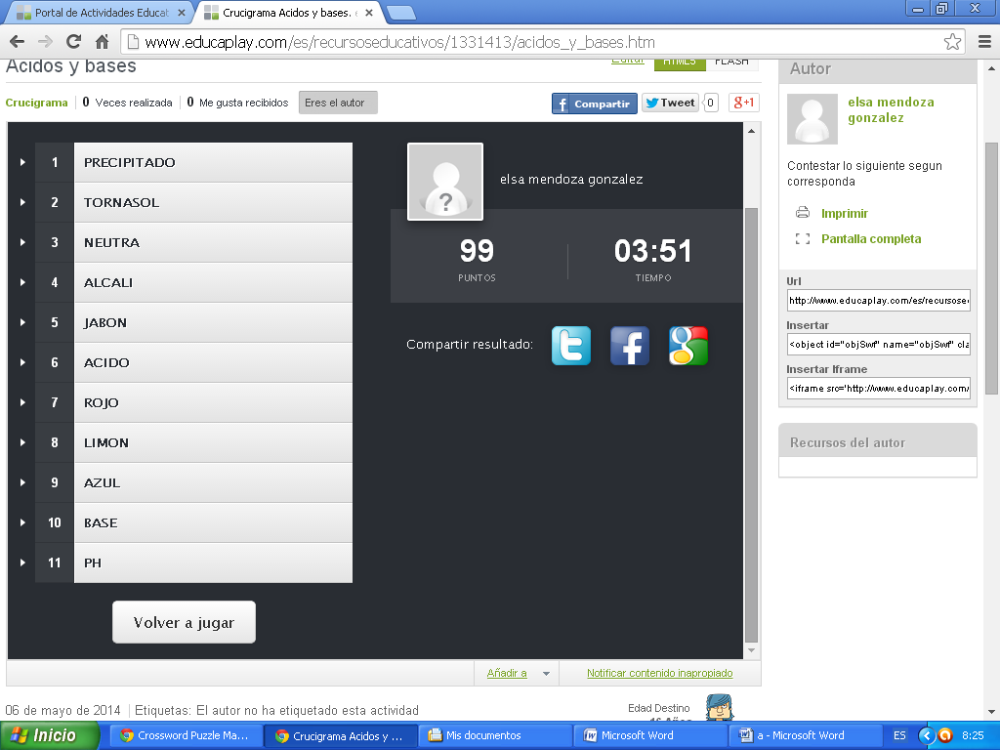 Portal de Actividades Educat
Crucigrama Acidos y bases. e
www.educaplay.com/es/recursoseducativos/1331413/acidos_y_bases.htm
Acidos y bases
Editar
HTML5
FLASH
Crucigrama
0 Veces realizada
0 Me gusta recibidos
Eres el autor
Compartir
Tweet
0
g+1
1 PRECIPITADO
2 TORNASOL
3 NEUTRA
4 ALCALI
5 JABON
6 ACIDO
7 ROJO
8 LIMON
9 AZUL
10 BASE
11 PH
Volver a jugar
?
elsa mendoza gonzalez
99
PUNTOS
03:51
TIEMPO
Compartir resultado:
Autor
elsa mendoza
gonzalez
Contestar lo siguiente segun
corresponda
Imprimir
Pantalla completa
Url
http://www.educaplay.com/es/recursose
Insertar
<object id="objSwf" name="objSwf" cla
Insertar Iframe
<iframe src='http://www.educaplay.com/
Recursos del autor
Añadir a
Notificar contenido inapropiado
06 de mayo de 2014
Etiquetas: El autor no ha etiquetado esta actividad
Edad Destino
16 Años
Inicio
Crossword Puzzle Ma...
Crucigrama Acidos y ...
Mis documentos
Microsoft Word
a - Microsoft Word
ES
8:25